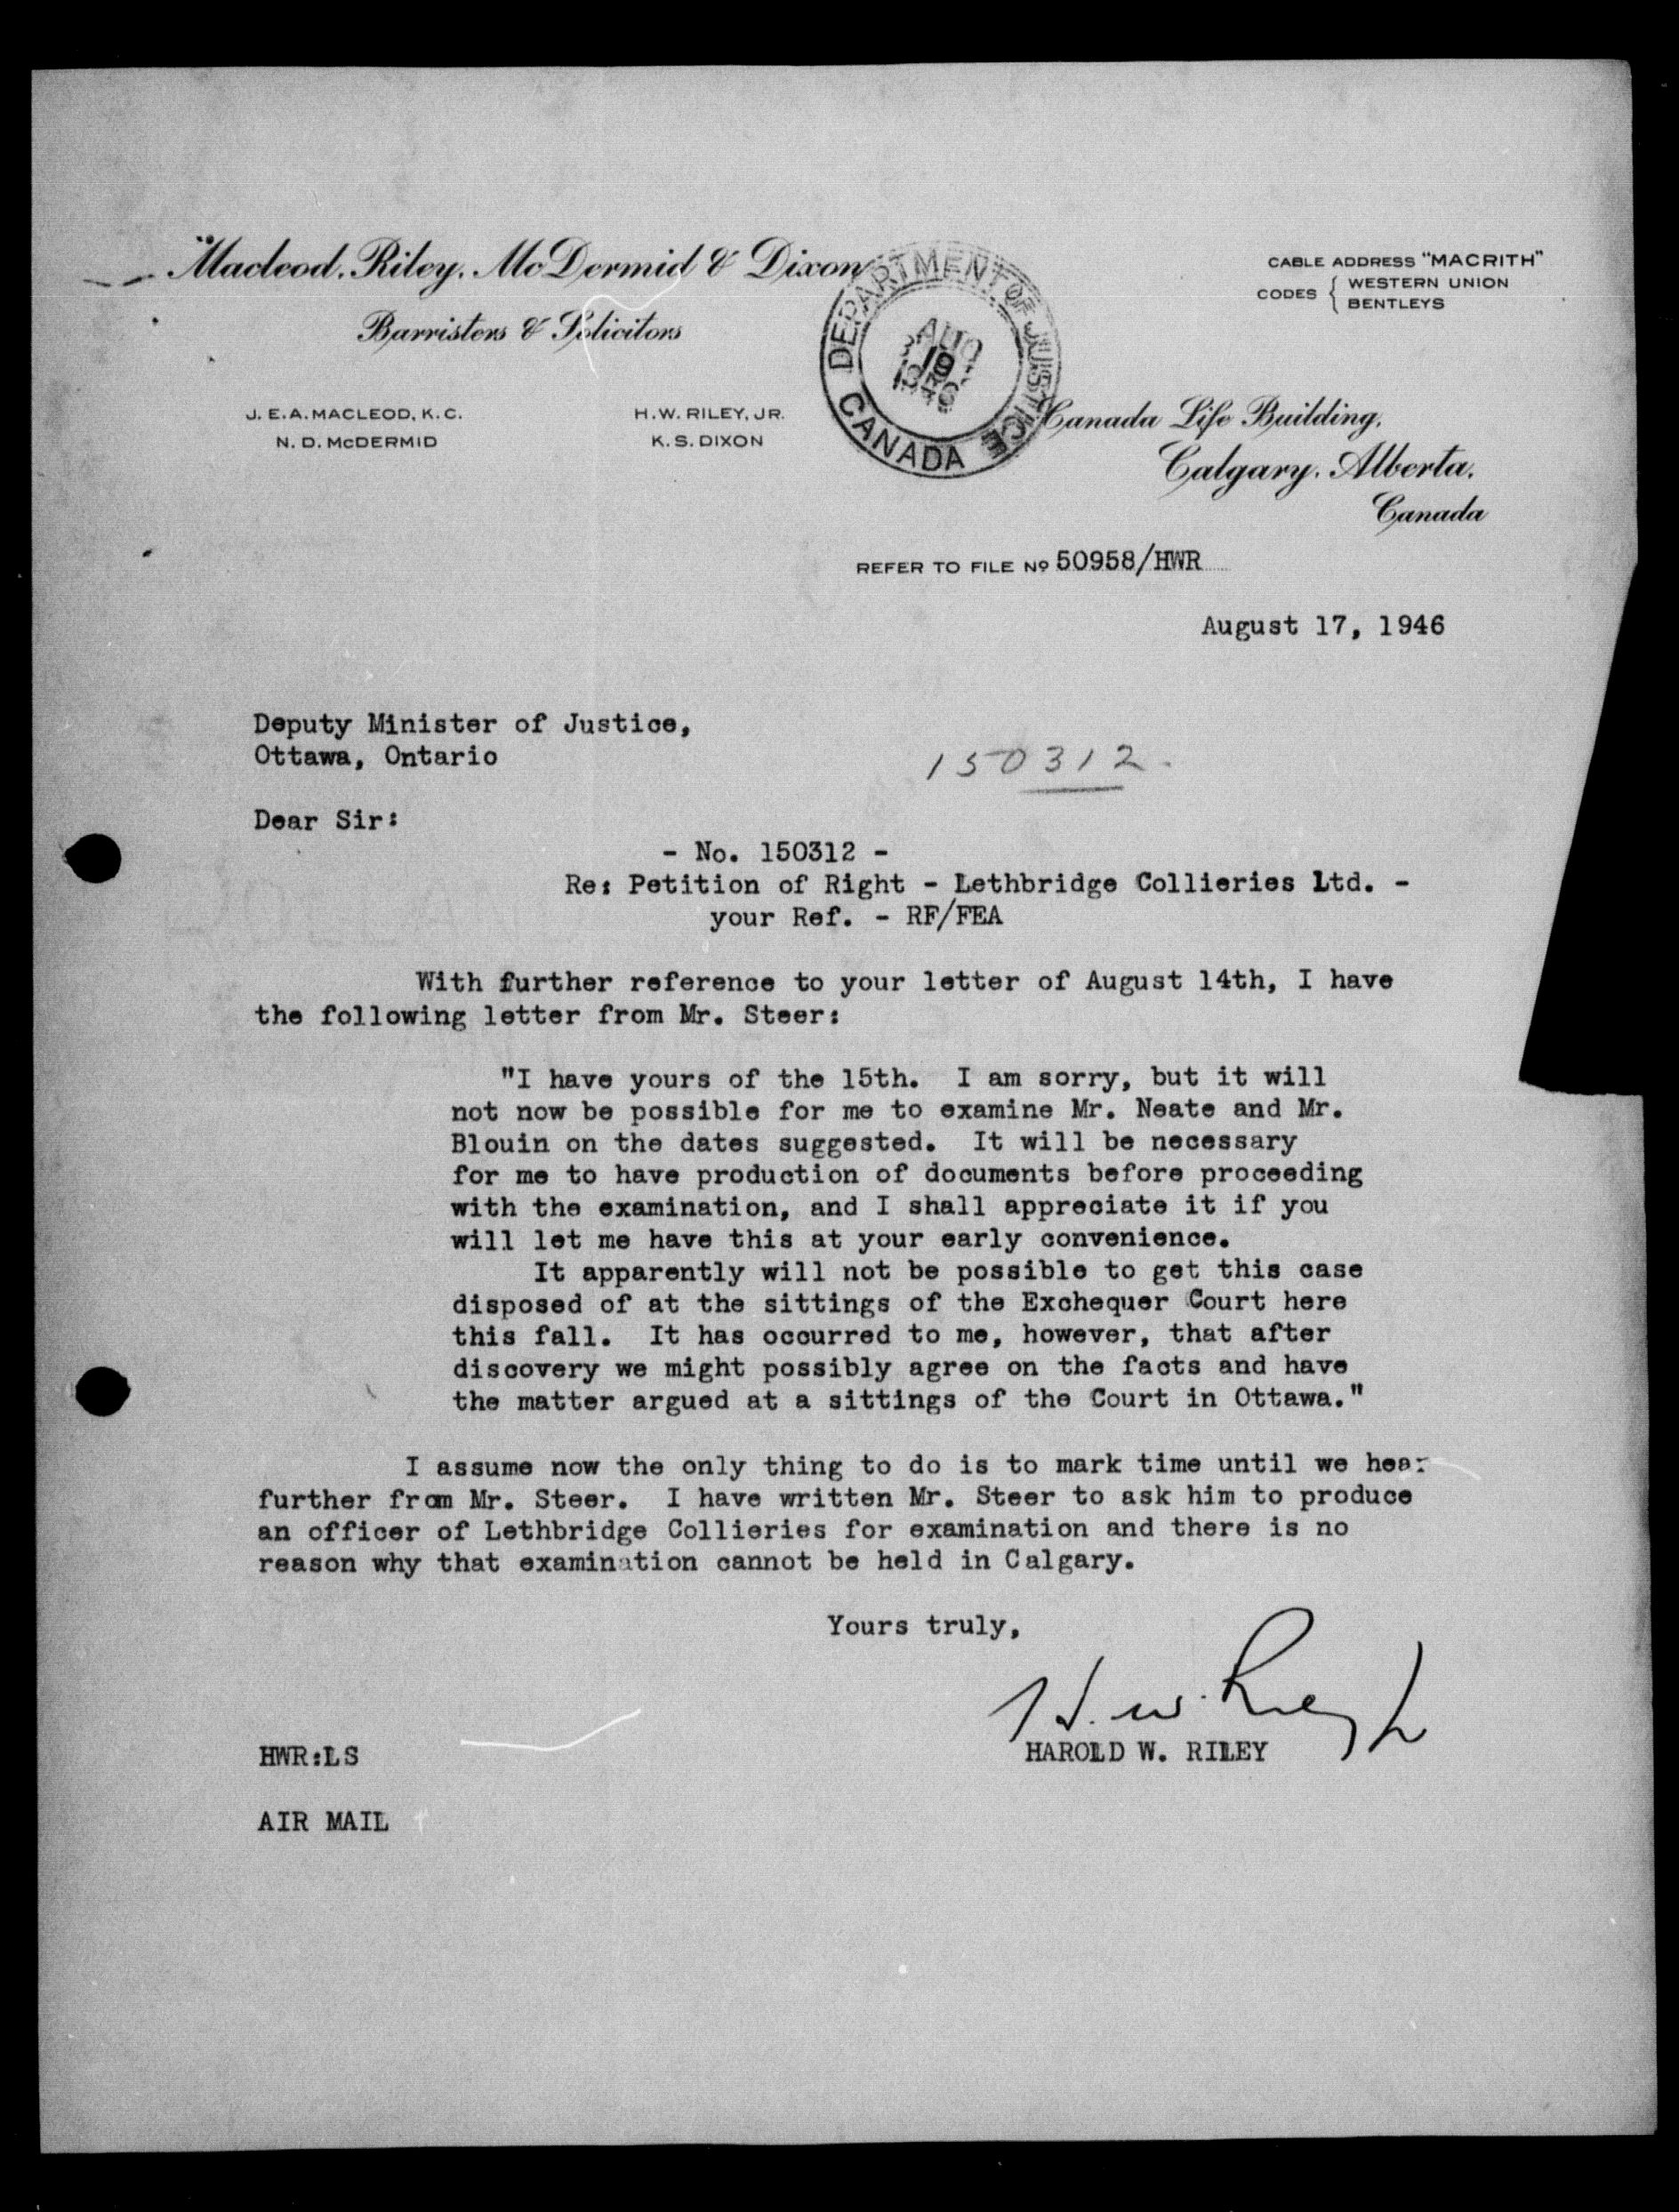 Macleod, Riley, McDermid & Dixon
Barristers & Solicitors
J. E. A. MACLEOD, K. C.
N. D. McDERMID
H. W. RILEY, JR.
K. S. DIXON
DEPARTMENT OF JUSTICE
AUG
19
1946
CANADA
CABLE ADDRESS "MACRITH"
CODES { WESTERN UNION
BENTLEYS
Canada Life Building,
Calgary, Alberta,
Canada
REFER TO FILE No 50958/HWR
August 17, 1946
Deputy Minister of Justice,
Ottawa, Ontario
150312.
Dear Sir:
- No. 150312 -
Re: Petition of Right - Lethbridge Collieries Ltd. -
your Ref. - RF/FEA
With further reference to your letter of August 14th, I have
the following letter from Mr. Steer:
"I have yours of the 15th. I am sorry, but it will
not now be possible for me to examine Mr. Neate and Mr.
Blouin on the dates suggested. It will be necessary
for me to have production of documents before proceeding
with the examination, and I shall appreciate it if you
will let me have this at your early convenience.
It apparently will not be possible to get this case
disposed of at the sittings of the Exchequer Court here
this fall. It has occurred to me, however, that after
discovery we might possibly agree on the facts and have
the matter argued at a sittings of the Court in Ottawa."
I assume now the only thing to do is to mark time until we hear
further from Mr. Steer. I have written Mr. Steer to ask him to produce
an officer of Lethbridge Collieries for examination and there is no
reason why that examination cannot be held in Calgary.
Yours truly,
H. W. Riley Jr
HAROLD W. RILEY
HWR:LS
AIR MAIL